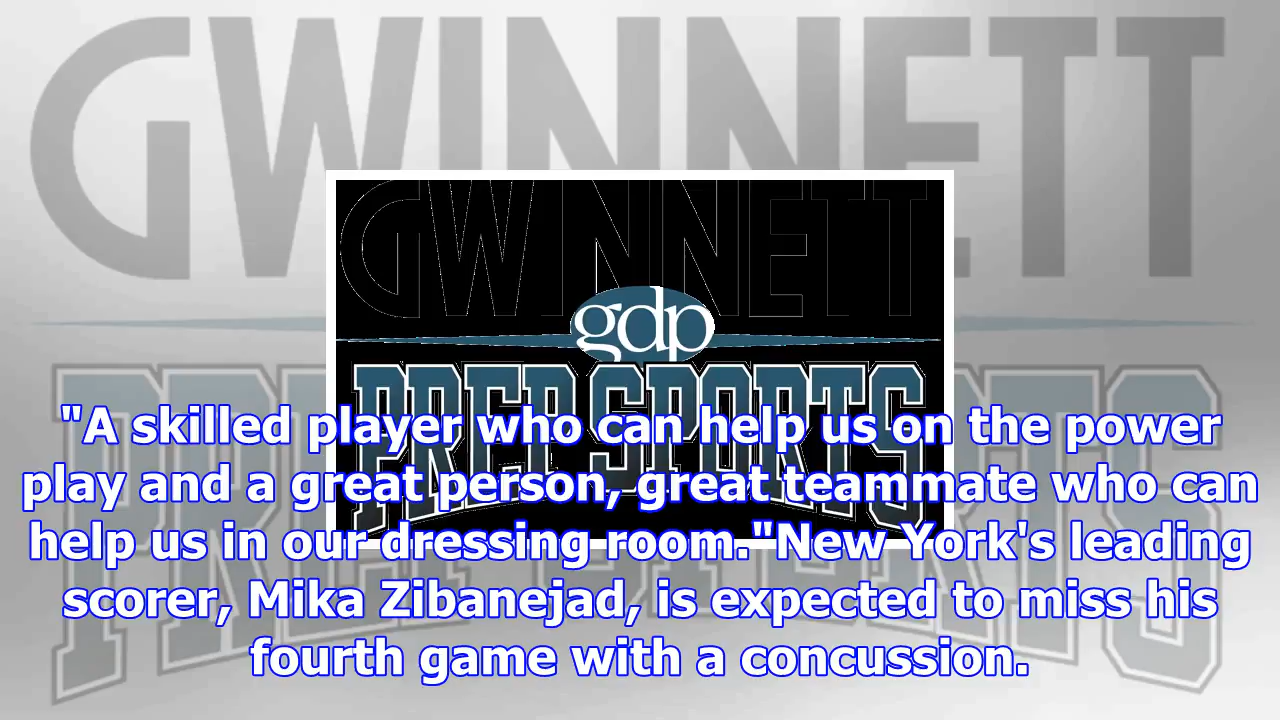 GWINNETT
GWINNETT
gdp
PREP SPORTS
PREP SPORTS
"A skilled player who can help us on the power
play and a great person, great teammate who can
help us in our dressing room."New York's leading
scorer, Mika Zibanejad, is expected to miss his
fourth game with a concussion.